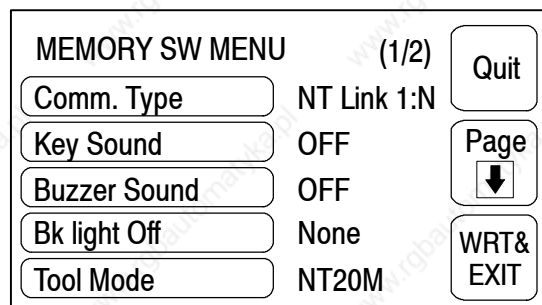 MEMORY SW MENU (1/2) Quit
Comm. Type NT Link 1:N
Key Sound OFF Page
Buzzer Sound OFF
Bk light Off None WRT&
Tool Mode NT20M EXIT